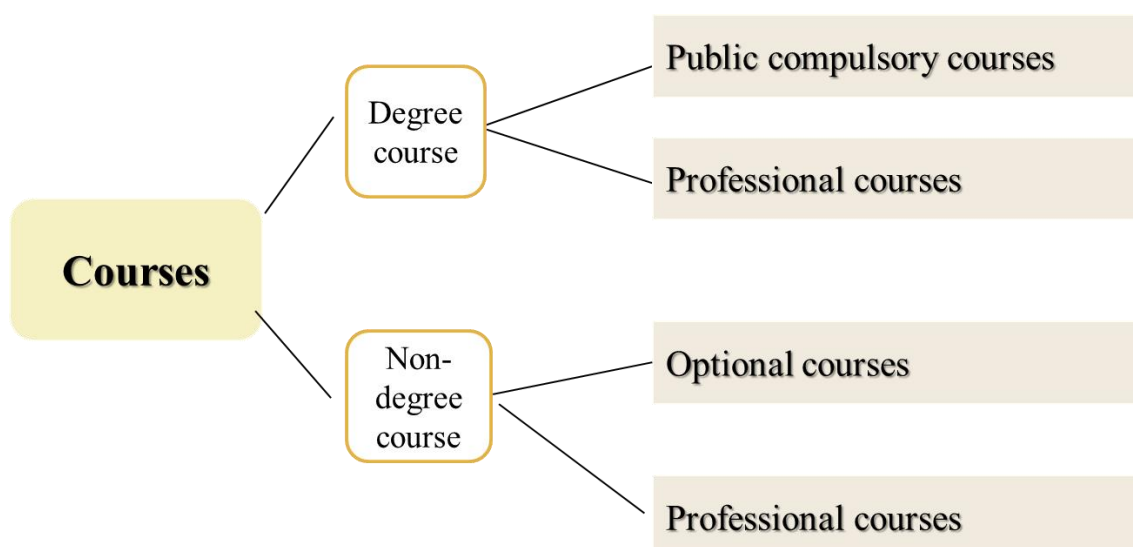 Courses
Degree
course
Public compulsory courses
Professional courses
Non-
degree
course
Optional courses
Professional courses